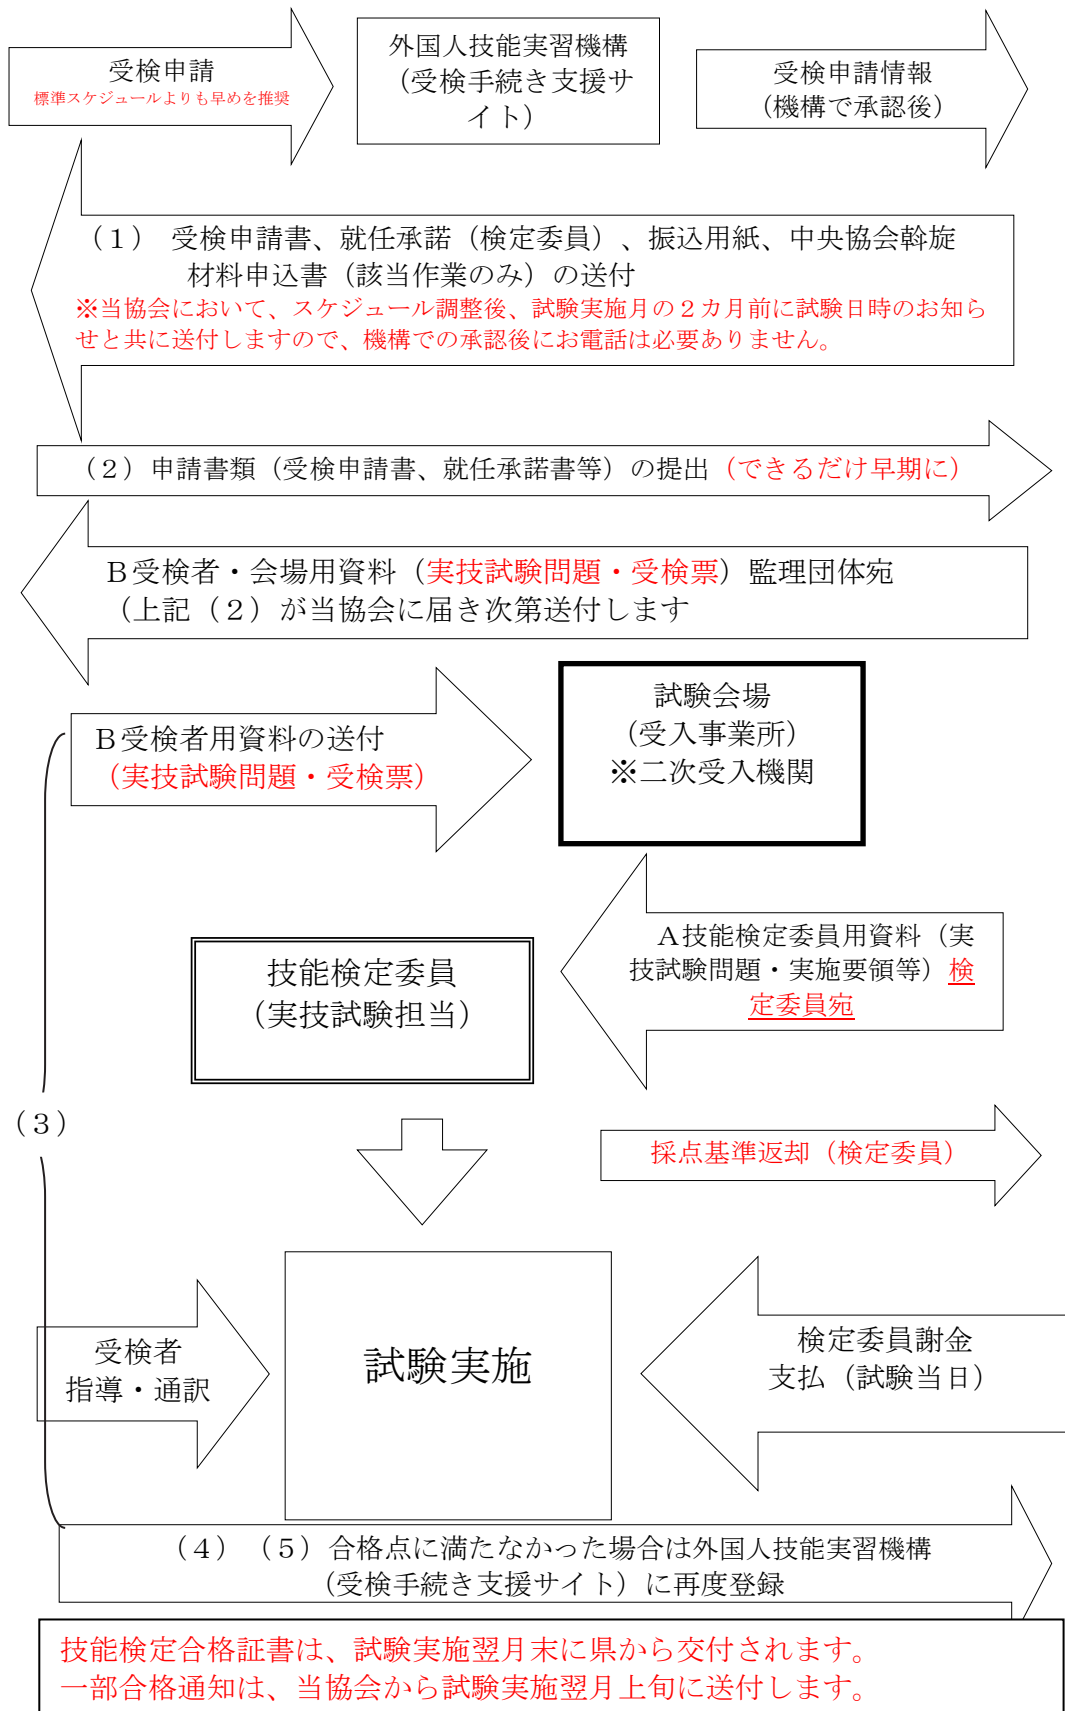 受検申請
標準スケジュールよりも早めを推奨
外国人技能実習機構
（受検手続き支援サ
イト）
受検申請情報
（機構で承認後）
（１）　受検申請書、就任承諾（検定委員）、振込用紙、中央協会斡旋
材料申込書（該当作業のみ）の送付
※当協会において、スケジュール調整後、試験実施月の２カ月前に試験日時のお知ら
せと共に送付しますので、機構での承認後にお電話は必要ありません。
（２）申請書類（受検申請書、就任承諾書等）の提出（できるだけ早期に）
Ｂ受検者・会場用資料（実技試験問題・受検票）監理団体宛
（上記（２）が当協会に届き次第送付します
Ｂ受検者用資料の送付
（実技試験問題・受検票）
試験会場
（受入事業所）
※二次受入機関
Ａ技能検定委員用資料（実
技試験問題・実施要領等）検
定委員宛
技能検定委員
（実技試験担当）
（３）
採点基準返却（検定委員）
受検者
指導・通訳
試験実施
検定委員謝金
支払（試験当日）
（４）（５）合格点に満たなかった場合は外国人技能実習機構
（受検手続き支援サイト）に再度登録
技能検定合格証書は、試験実施翌月末に県から交付されます。
一部合格通知は、当協会から試験実施翌月上旬に送付します。